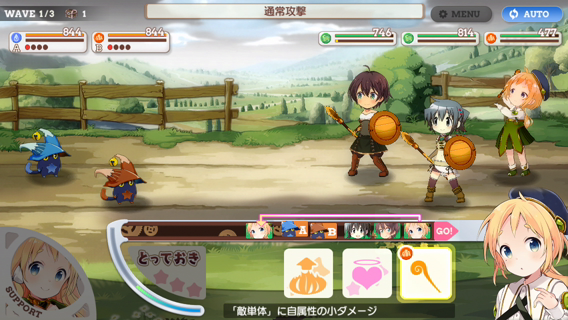 WAVE 1/3 1
通常攻撃
MENU
AUTO
844
844
746
814
477
A
B
A
B
GO!
とっておき
SUPPORT
「敵単体」に自属性の小ダメージ